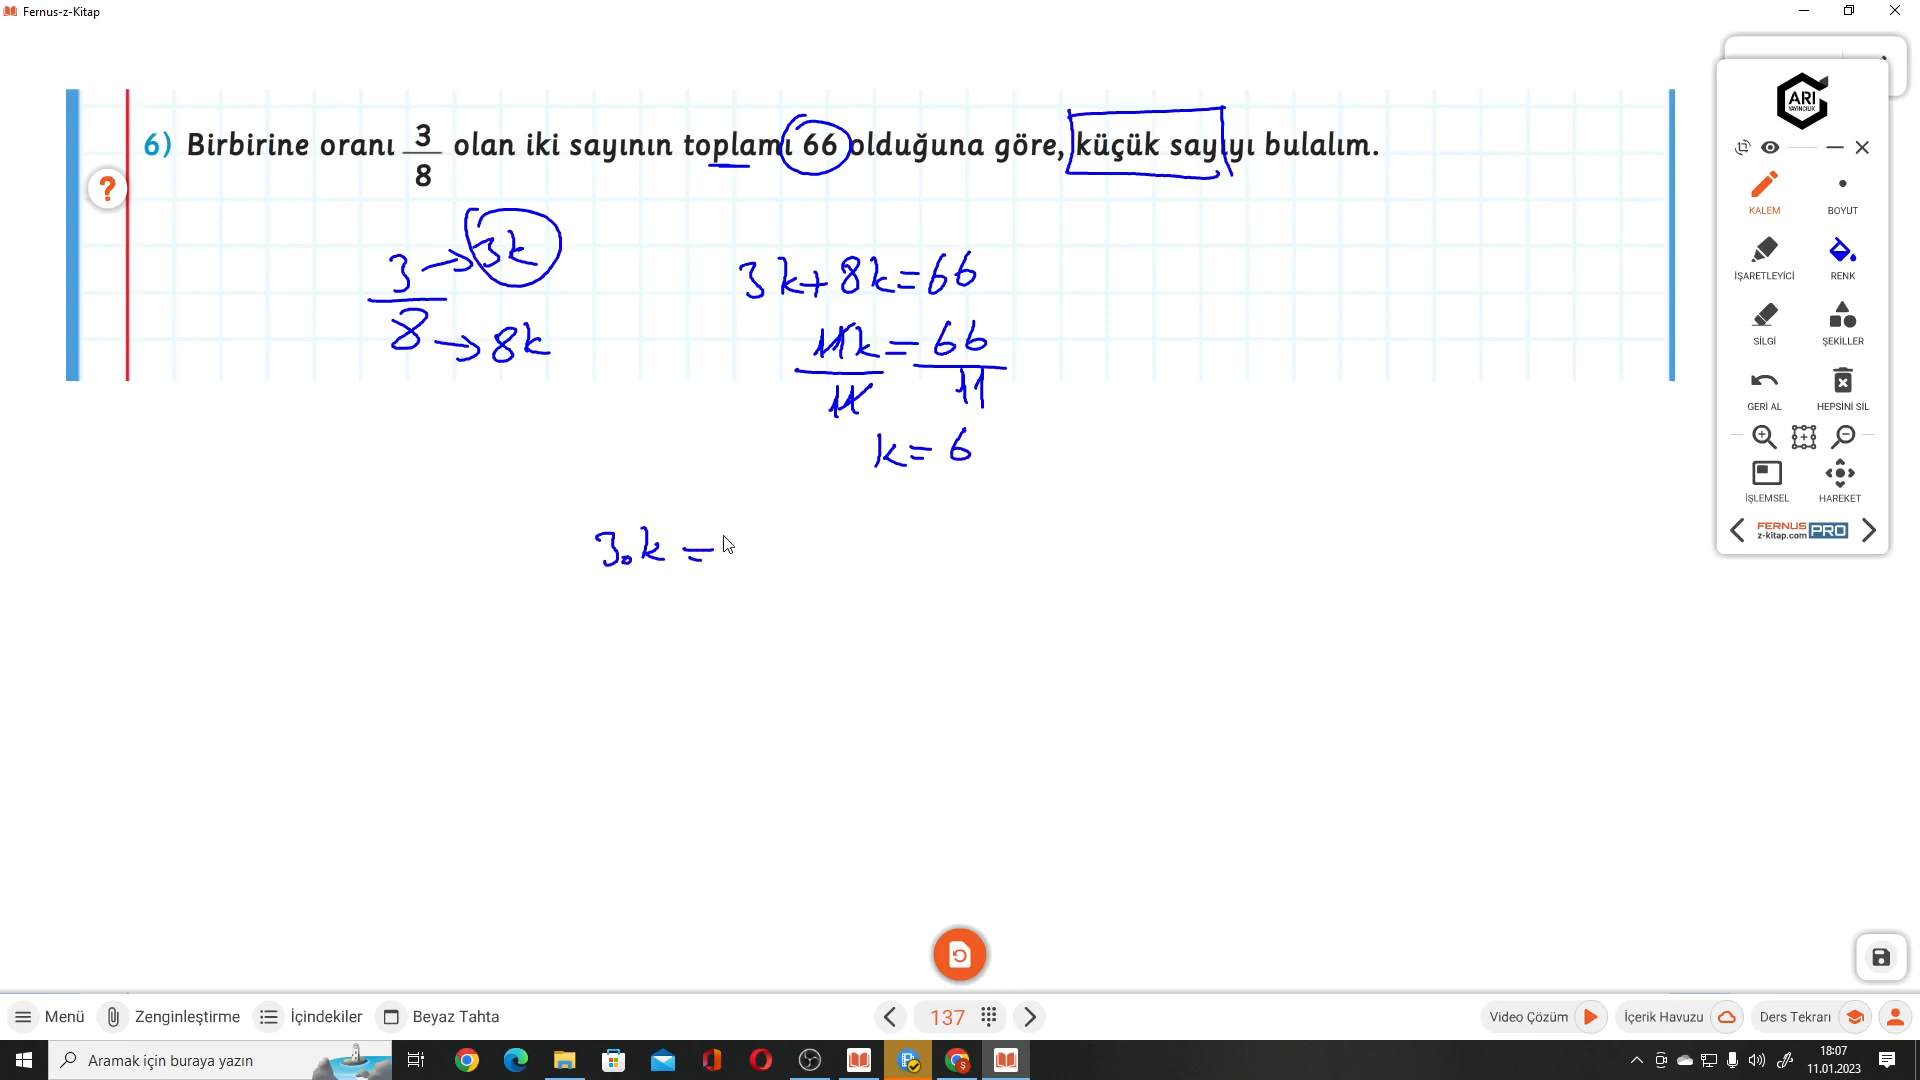 Fernus-z-Kitap
6) Birbirine oranı 3/8 olan iki sayının toplamı 66 olduğuna göre, küçük sayıyı bulalım.
?
3 → 3k
8 → 8k
3k+8k=66
11k = 66
11 11
k = 6
3.k =
ARI
YAYINCILIK
KALEM
BOYUT
İŞARETLEYİCİ
RENK
SİLGİ
ŞEKİLLER
GERİ AL
HEPSİNİ SİL
İŞLEMSEL
HAREKET
FERNUS
z-kitap.com PRO
Menü
Zenginleştirme
İçindekiler
Beyaz Tahta
137
Video Çözüm
İçerik Havuzu
Ders Tekrarı
Aramak için buraya yazın
18:07
11.01.2023